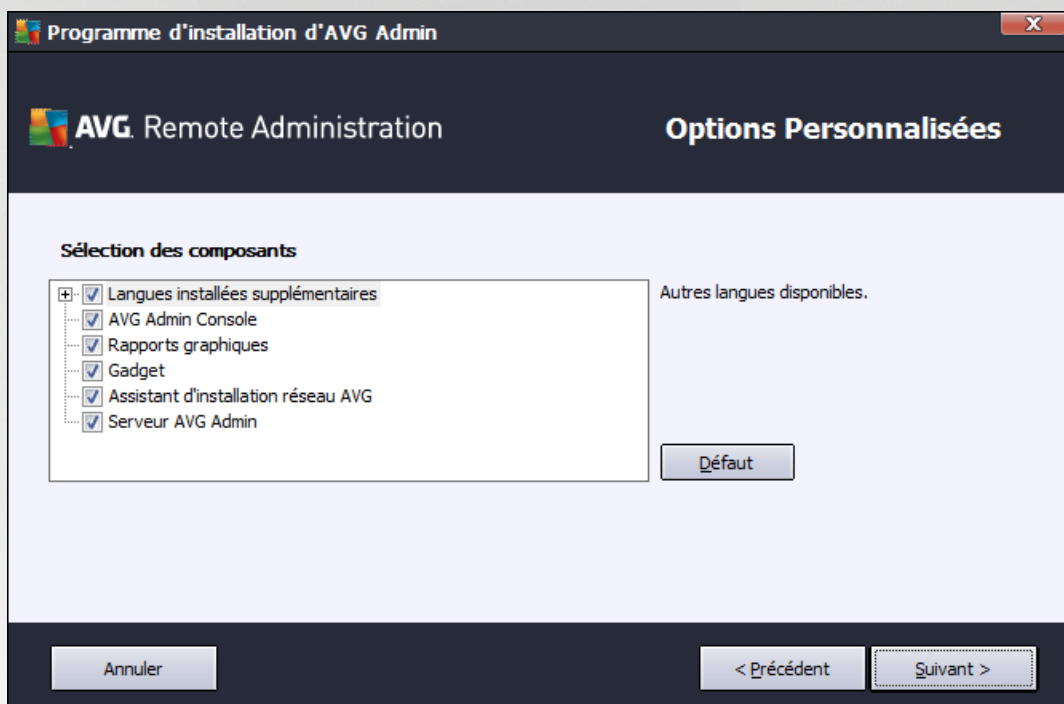 Programme d'installation d'AVG Admin
AVG. Remote Administration
Options Personnalisées
Sélection des composants
Langues installées supplémentaires
AVG Admin Console
Rapports graphiques
Gadget
Assistant d'installation réseau AVG
Serveur AVG Admin
Autres langues disponibles.
Défaut
Annuler
< Précédent
Suivant >